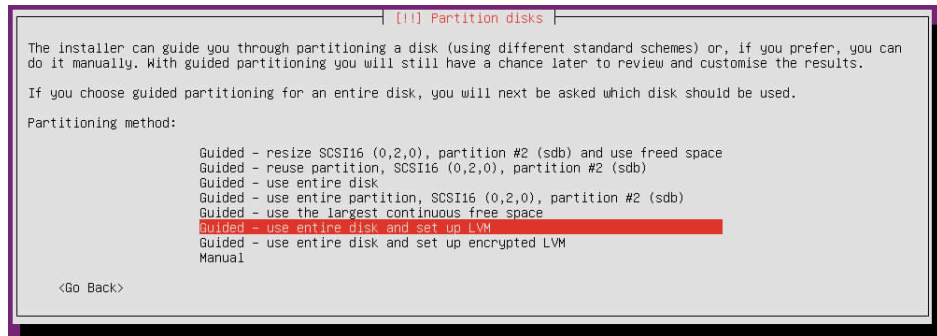 [!!] Partition disks
The installer can guide you through partitioning a disk (using different standard schemes) or, if you prefer, you can
do it manually. With guided partitioning you will still have a chance later to review and customise the results.
If you choose guided partitioning for an entire disk, you will next be asked which disk should be used.
Partitioning method:
Guided - resize SCSI16 (0,2,0), partition #2 (sdb) and use freed space
Guided - reuse partition, SCSI16 (0,2,0), partition #2 (sdb)
Guided - use entire disk
Guided - use entire partition, SCSI16 (0,2,0), partition #2 (sdb)
Guided - use the largest continuous free space
Guided - use entire disk and set up LVM
Guided - use entire disk and set up encrypted LVM
Manual
<Go Back>